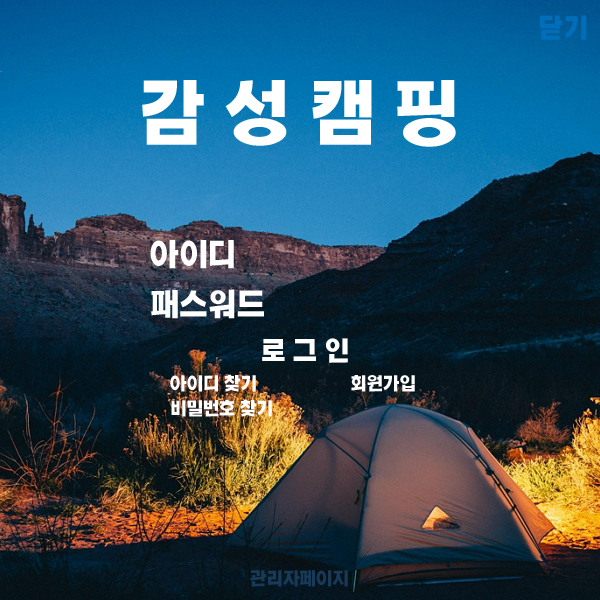 닫기
감성캠핑
아이디
패스워드
로그인
아이디 찾기 회원가입
비밀번호 찾기
관리자페이지